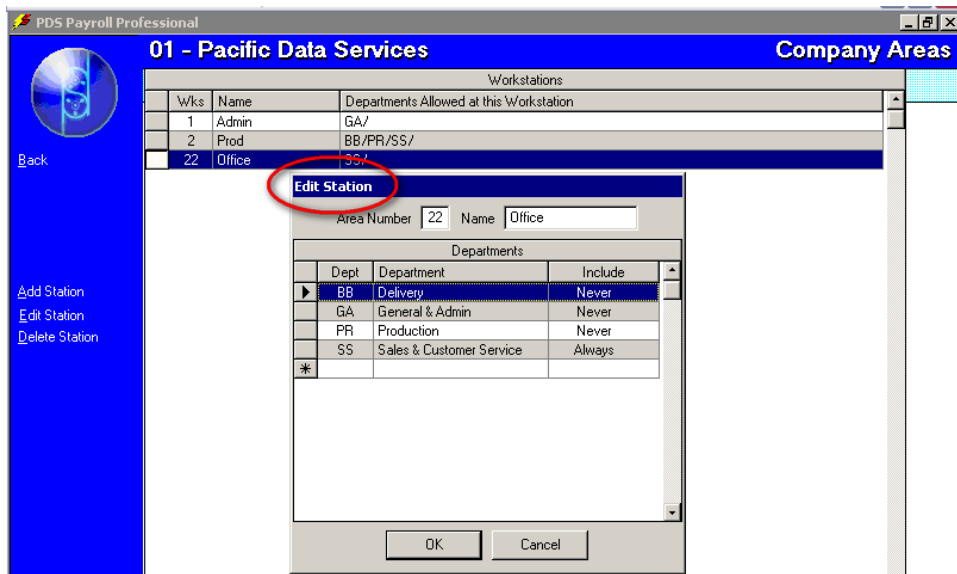 PDS Payroll Professional
01 - Pacific Data Services Company Areas
Workstations
Wks Name Departments Allowed at this Workstation
1 Admin GA/
2 Prod BB/PR/SS/
Back
22 Office SS/
Edit Station
Area Number 22 Name Office
Departments
Dept Department Include
Add Station
BB Delivery Never
Edit Station
GA General & Admin Never
Delete Station
PR Production Never
SS Sales & Customer Service Always
OK Cancel